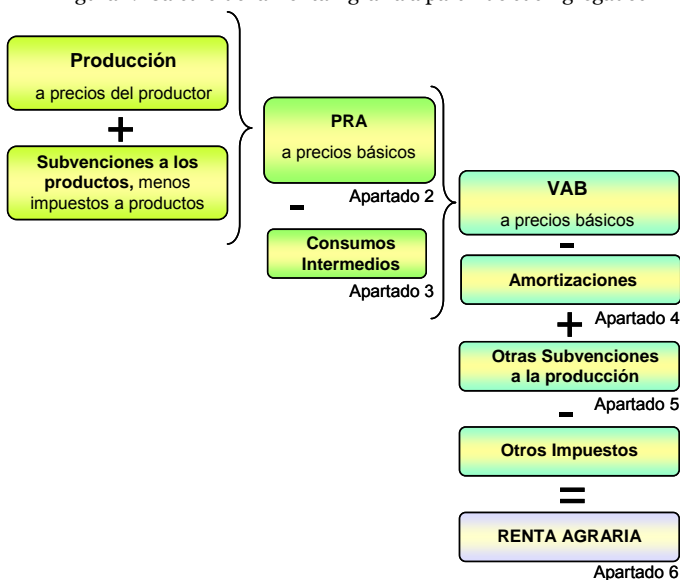 Producción
a precios del productor
+
Subvenciones a los
productos, menos
impuestos a productos
PRA
a precios básicos
Apartado 2
-
Consumos
Intermedios
Apartado 3
VAB
a precios básicos
-
Amortizaciones
Apartado 4
+
Otras Subvenciones
a la producción
Apartado 5
-
Otros Impuestos
=
RENTA AGRARIA
Apartado 6